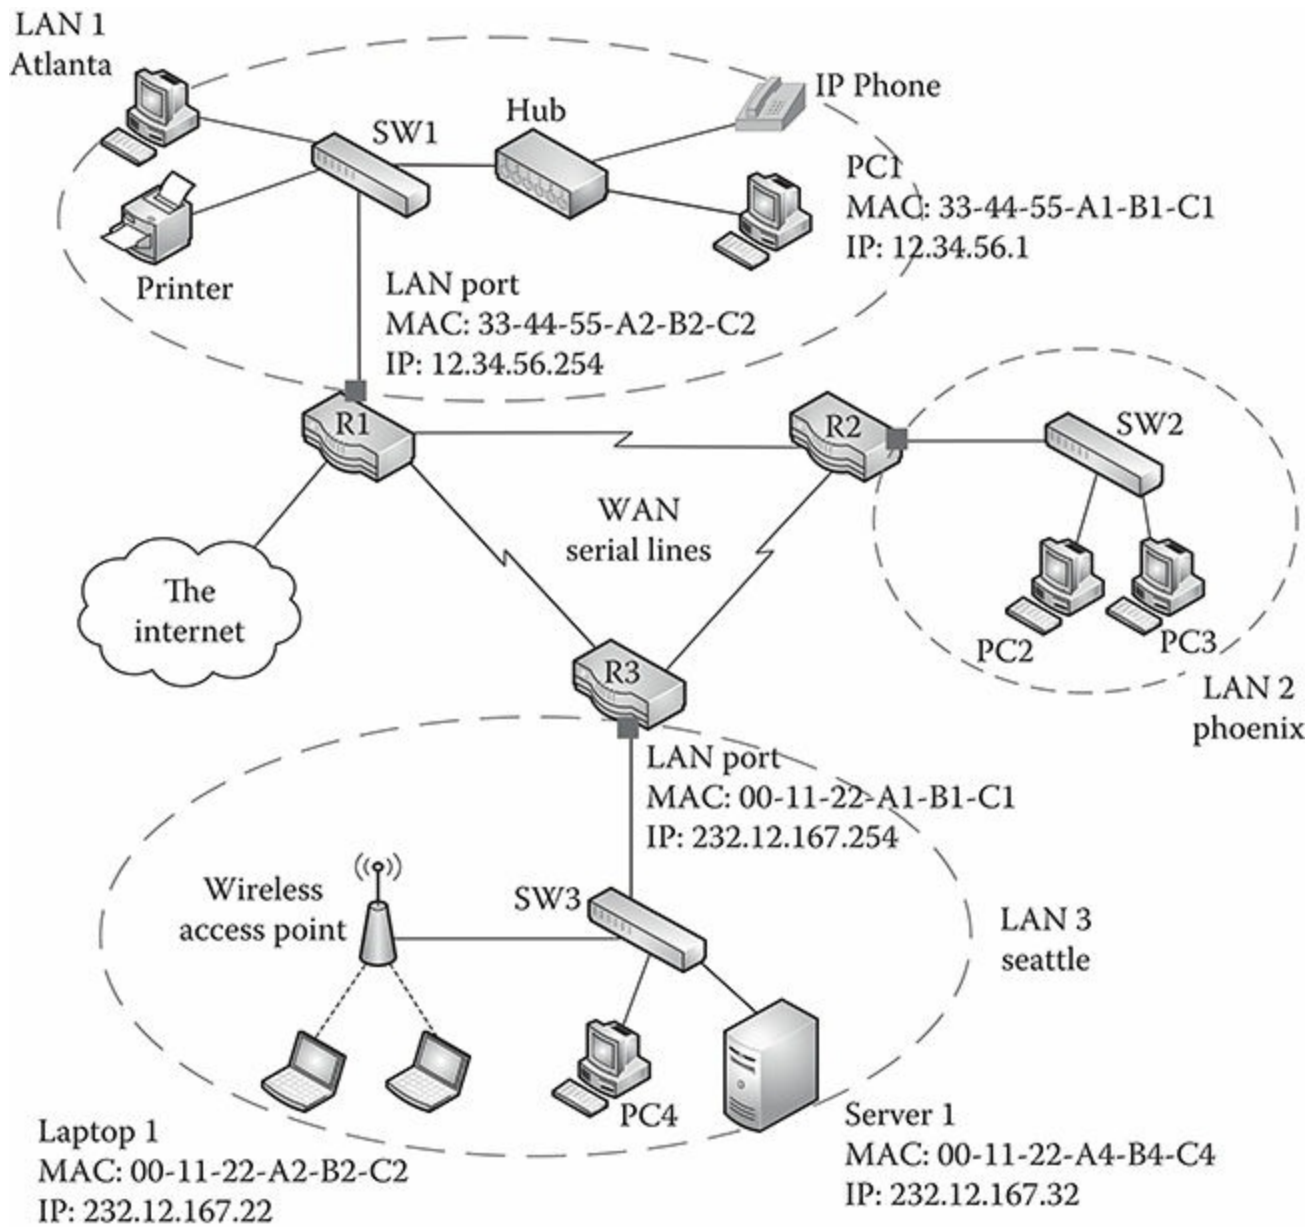 LAN 1
Atlanta
SW1
Hub
IP Phone
PC1
MAC: 33-44-55-A1-B1-C1
IP: 12.34.56.1
Printer
LAN port
MAC: 33-44-55-A2-B2-C2
IP: 12.34.56.254
R1
R2
SW2
WAN
serial lines
The
internet
PC2
PC3
R3
LAN 2
phoenix
LAN port
MAC: 00-11-22-A1-B1-C1
IP: 232.12.167.254
Wireless
access point
SW3
LAN 3
seattle
PC4
Laptop 1
MAC: 00-11-22-A2-B2-C2
IP: 232.12.167.22
Server 1
MAC: 00-11-22-A4-B4-C4
IP: 232.12.167.32